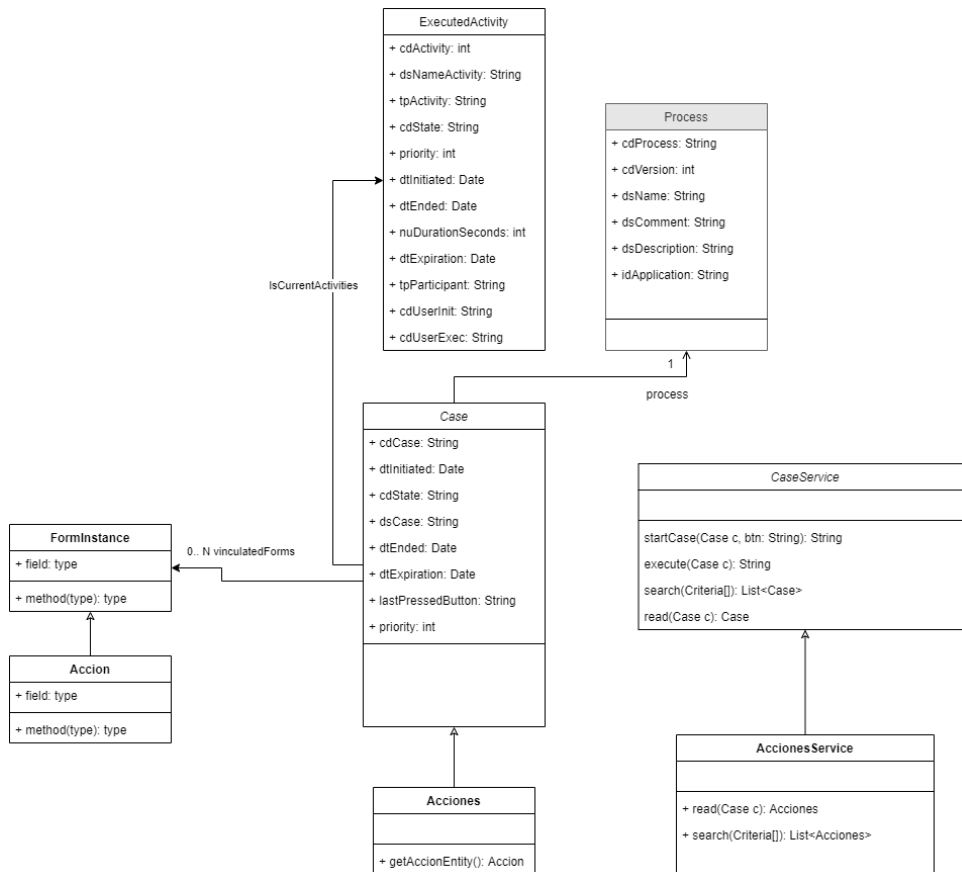 ExecutedActivity
+ cdActivity: int
+ dsNameActivity: String
+ tpActivity: String
+ cdState: String
+ priority: int
+ dtInitiated: Date
+ dtEnded: Date
+ nuDurationSeconds: int
+ dtExpiration: Date
+ tpParticipant: String
+ cdUserInit: String
+ cdUserExec: String
Process
+ cdProcess: String
+ cdVersion: int
+ dsName: String
+ dsComment: String
+ dsDescription: String
+ idApplication: String
lsCurrentActivities
1
process
Case
+ cdCase: String
+ dtInitiated: Date
+ cdState: String
+ dsCase: String
+ dtEnded: Date
+ dtExpiration: Date
+ lastPressedButton: String
+ priority: int
CaseService
startCase(Case c, btn: String): String
execute(Case c): String
search(Criteria[]): List<Case>
read(Case c): Case
FormInstance
+ field: type
+ method(type): type
0.. N vinculatedForms
Accion
+ field: type
+ method(type): type
Acciones
+ getAccionEntity(): Accion
AccionesService
+ read(Case c): Acciones
+ search(Criteria[]): List<Acciones>